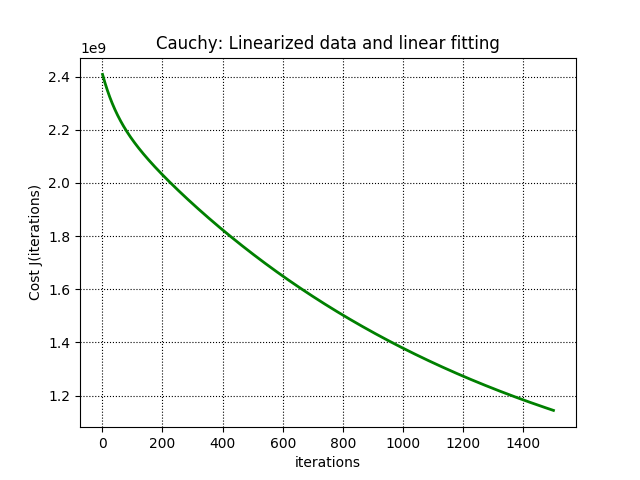 Cauchy: Linearized data and linear fitting
1e9
2.4
2.2
2.0
1.8
1.6
1.4
1.2
Cost J(iterations)
0 200 400 600 800 1000 1200 1400
iterations